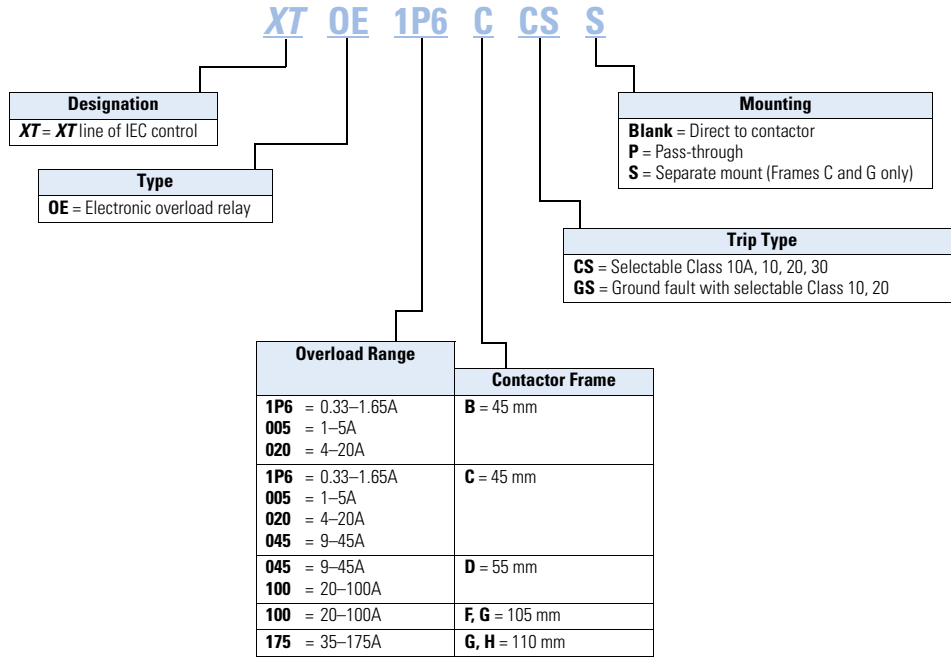 XT OE 1P6 C CS S
Designation
XT = XT line of IEC control
Type
OE = Electronic overload relay
Mounting
Blank = Direct to contactor
P = Pass-through
S = Separate mount (Frames C and G only)
Trip Type
CS = Selectable Class 10A, 10, 20, 30
GS = Ground fault with selectable Class 10, 20
Overload Range
Contactor Frame
1P6 = 0.33–1.65A B = 45 mm
005 = 1–5A
020 = 4–20A
1P6 = 0.33–1.65A C = 45 mm
005 = 1–5A
020 = 4–20A
045 = 9–45A
045 = 9–45A D = 55 mm
100 = 20–100A
100 = 20–100A F, G = 105 mm
175 = 35–175A G, H = 110 mm